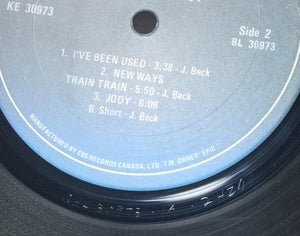 KE 30973
Side 2
BL 30973
1. I'VE BEEN USED - 3:38 - J. Beck
2. NEW WAYS
TRAIN TRAIN - 5:50 - J. Beck
3. JODY - 6:06
B. Short - J. Beck
MANUFACTURED BY CBS RECORDS CANADA, LTD. T.M. OWNER "EPIC"